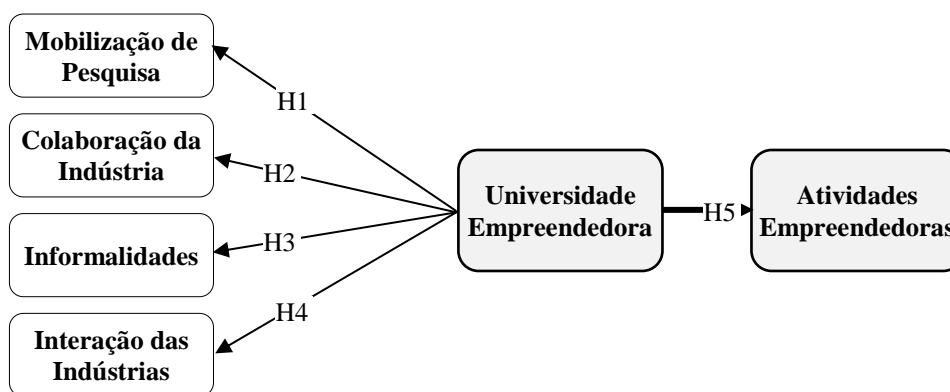 Mobilização de
Pesquisa
H1
Colaboração da
Indústria
H2
Universidade
Empreendedora
H5
Atividades
Empreendedoras
Informalidades
H3
H4
Interação das
Indústrias